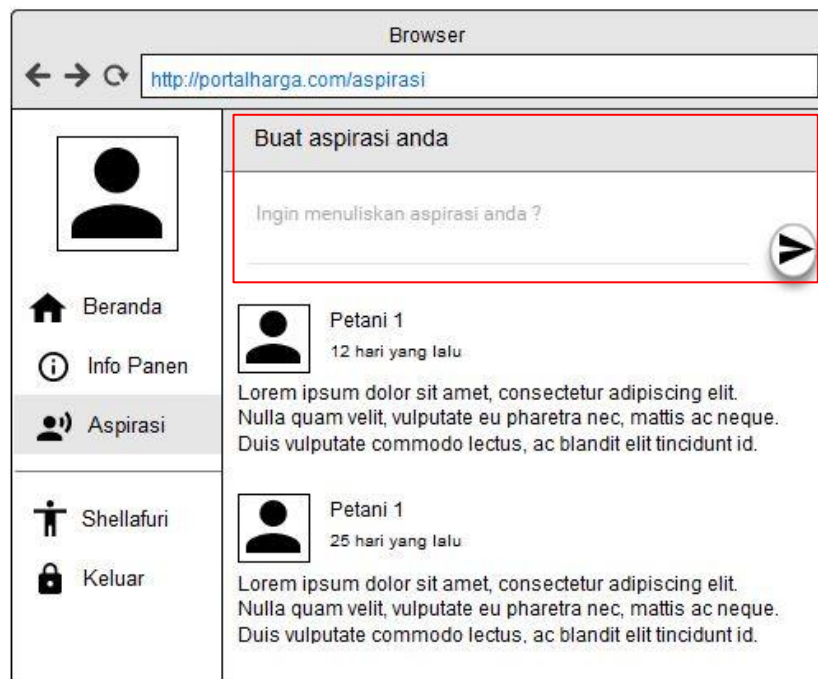 Browser
http://portalharga.com/aspirasi
Buat aspirasi anda
Ingin menuliskan aspirasi anda ?
Beranda
Info Panen
Aspirasi
Shellafuri
Keluar
Petani 1
12 hari yang lalu
Lorem ipsum dolor sit amet, consectetur adipiscing elit.
Nulla quam velit, vulputate eu pharetra nec, mattis ac neque.
Duis vulputate commodo lectus, ac blandit elit tincidunt id.
Petani 1
25 hari yang lalu
Lorem ipsum dolor sit amet, consectetur adipiscing elit.
Nulla quam velit, vulputate eu pharetra nec, mattis ac neque.
Duis vulputate commodo lectus, ac blandit elit tincidunt id.